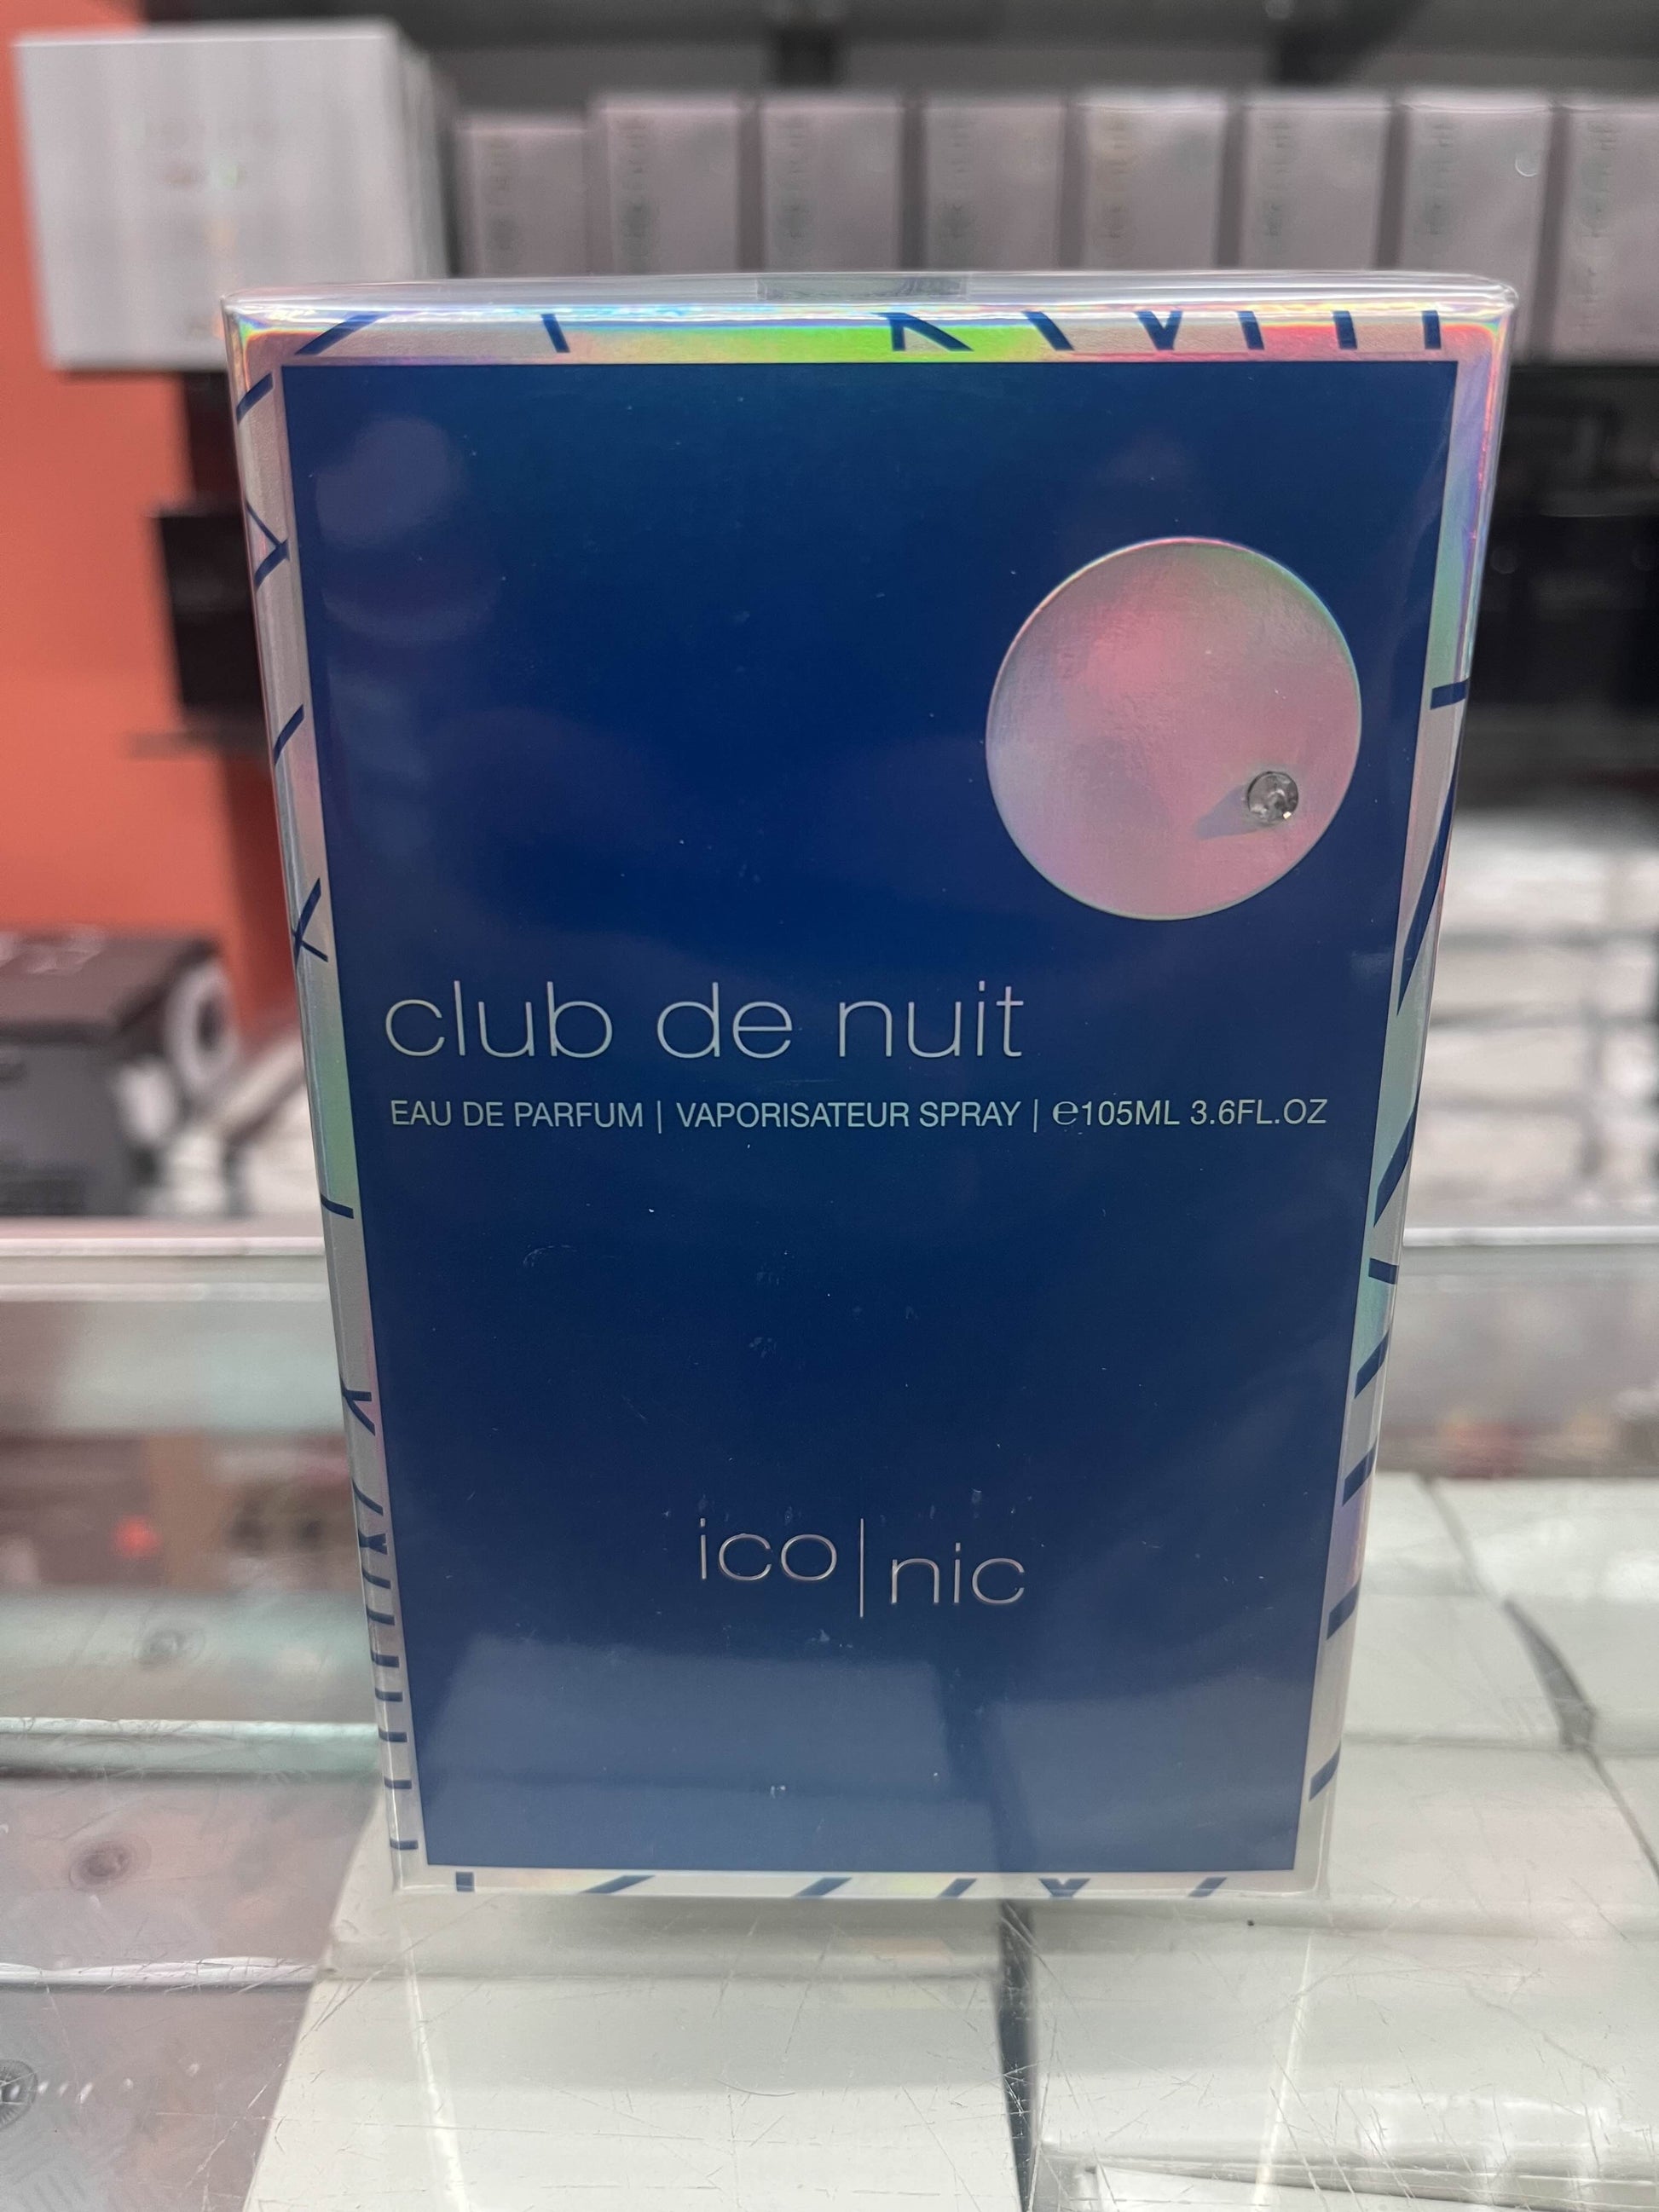 club de nuit
EAU DE PARFUM | VAPORISATEUR SPRAY | ℮105ML 3.6FL.OZ
ico|nic